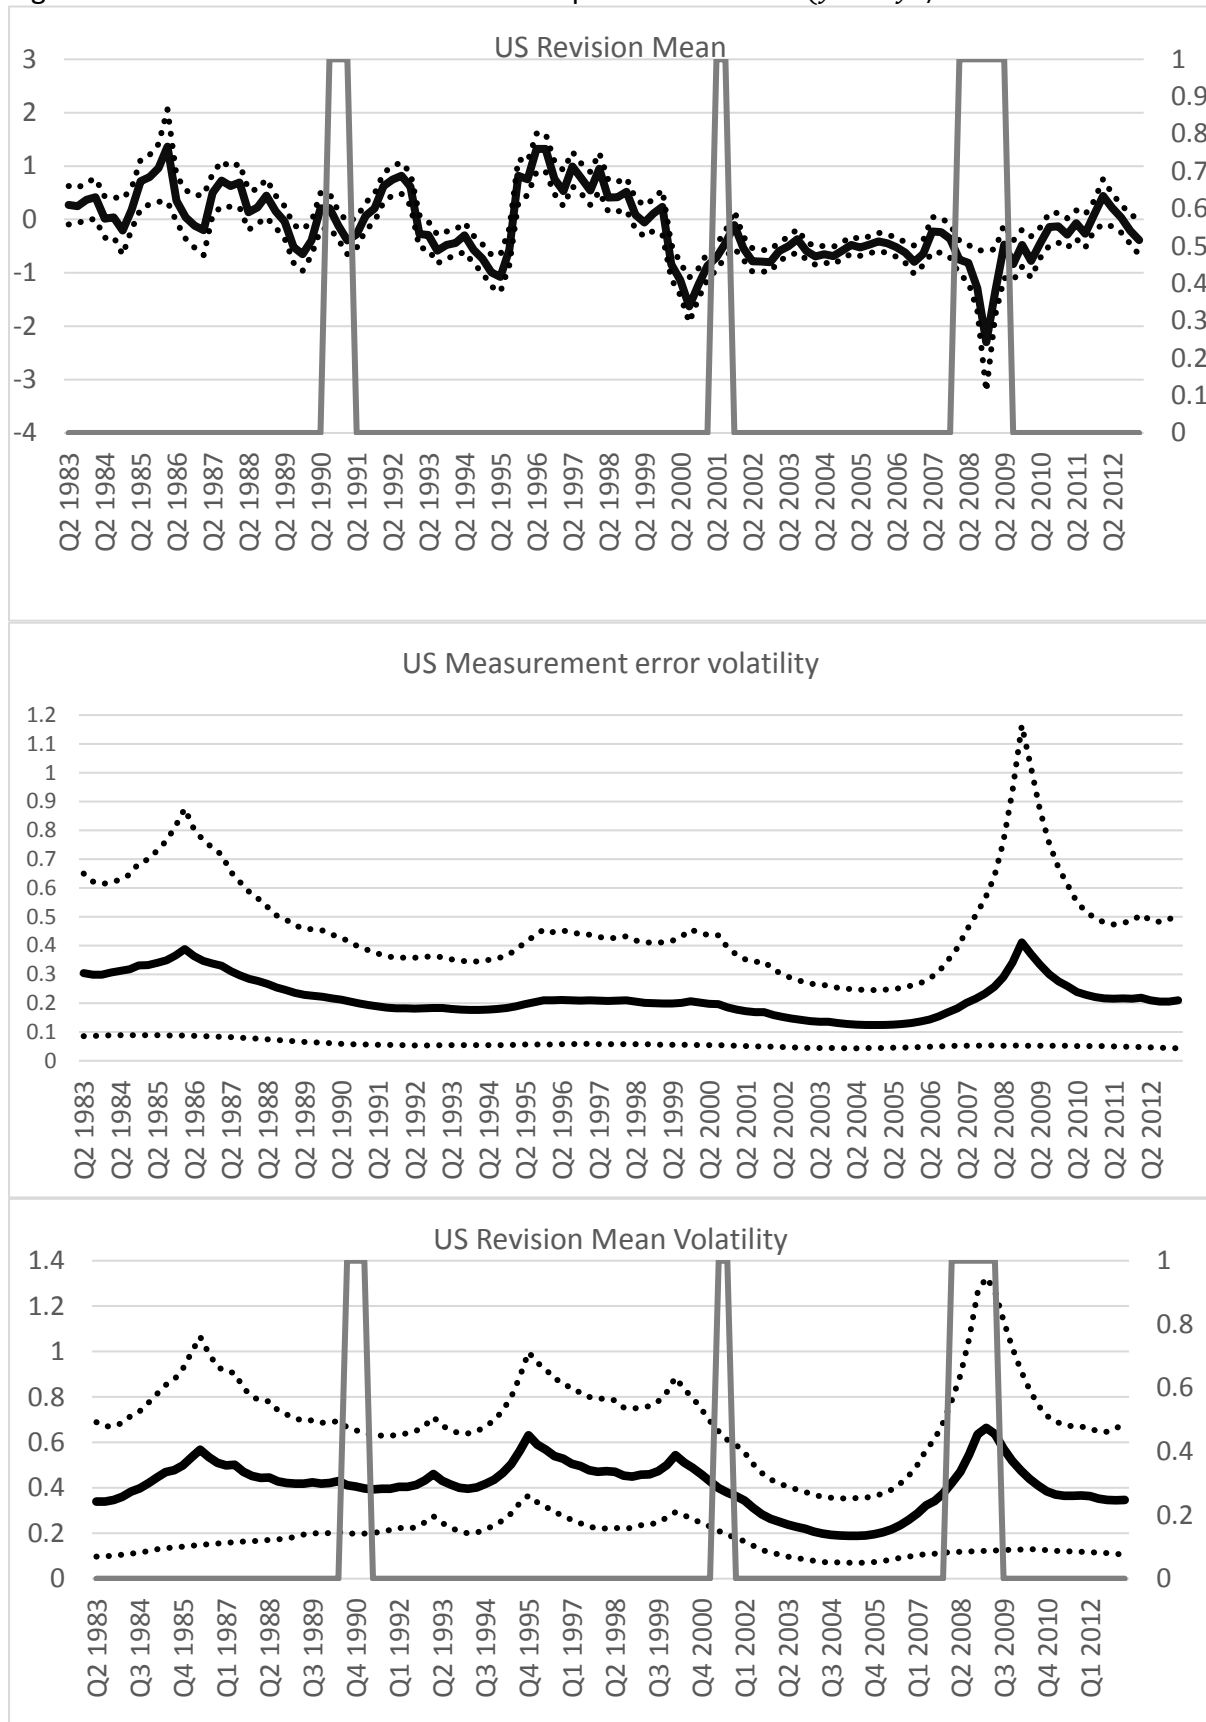 US Revision Mean
3
2
1
0
-1
-2
-3
-4
1
0.9
0.8
0.7
0.6
0.5
0.4
0.3
0.2
0.1
0
Q2 1983
Q2 1984
Q2 1985
Q2 1986
Q2 1987
Q2 1988
Q2 1989
Q2 1990
Q2 1991
Q2 1992
Q2 1993
Q2 1994
Q2 1995
Q2 1996
Q2 1997
Q2 1998
Q2 1999
Q2 2000
Q2 2001
Q2 2002
Q2 2003
Q2 2004
Q2 2005
Q2 2006
Q2 2007
Q2 2008
Q2 2009
Q2 2010
Q2 2011
Q2 2012
US Measurement error volatility
1.2
1.1
1
0.9
0.8
0.7
0.6
0.5
0.4
0.3
0.2
0.1
0
Q2 1983
Q2 1984
Q2 1985
Q2 1986
Q2 1987
Q2 1988
Q2 1989
Q2 1990
Q2 1991
Q2 1992
Q2 1993
Q2 1994
Q2 1995
Q2 1996
Q2 1997
Q2 1998
Q2 1999
Q2 2000
Q2 2001
Q2 2002
Q2 2003
Q2 2004
Q2 2005
Q2 2006
Q2 2007
Q2 2008
Q2 2009
Q2 2010
Q2 2011
Q2 2012
US Revision Mean Volatility
1.4
1.2
1
0.8
0.6
0.4
0.2
0
1
0.8
0.6
0.4
0.2
0
Q2 1983
Q3 1984
Q4 1985
Q1 1987
Q2 1988
Q3 1989
Q4 1990
Q1 1992
Q2 1993
Q3 1994
Q4 1995
Q1 1997
Q2 1998
Q3 1999
Q4 2000
Q1 2002
Q2 2003
Q3 2004
Q4 2005
Q1 2007
Q2 2008
Q3 2009
Q4 2010
Q1 2012